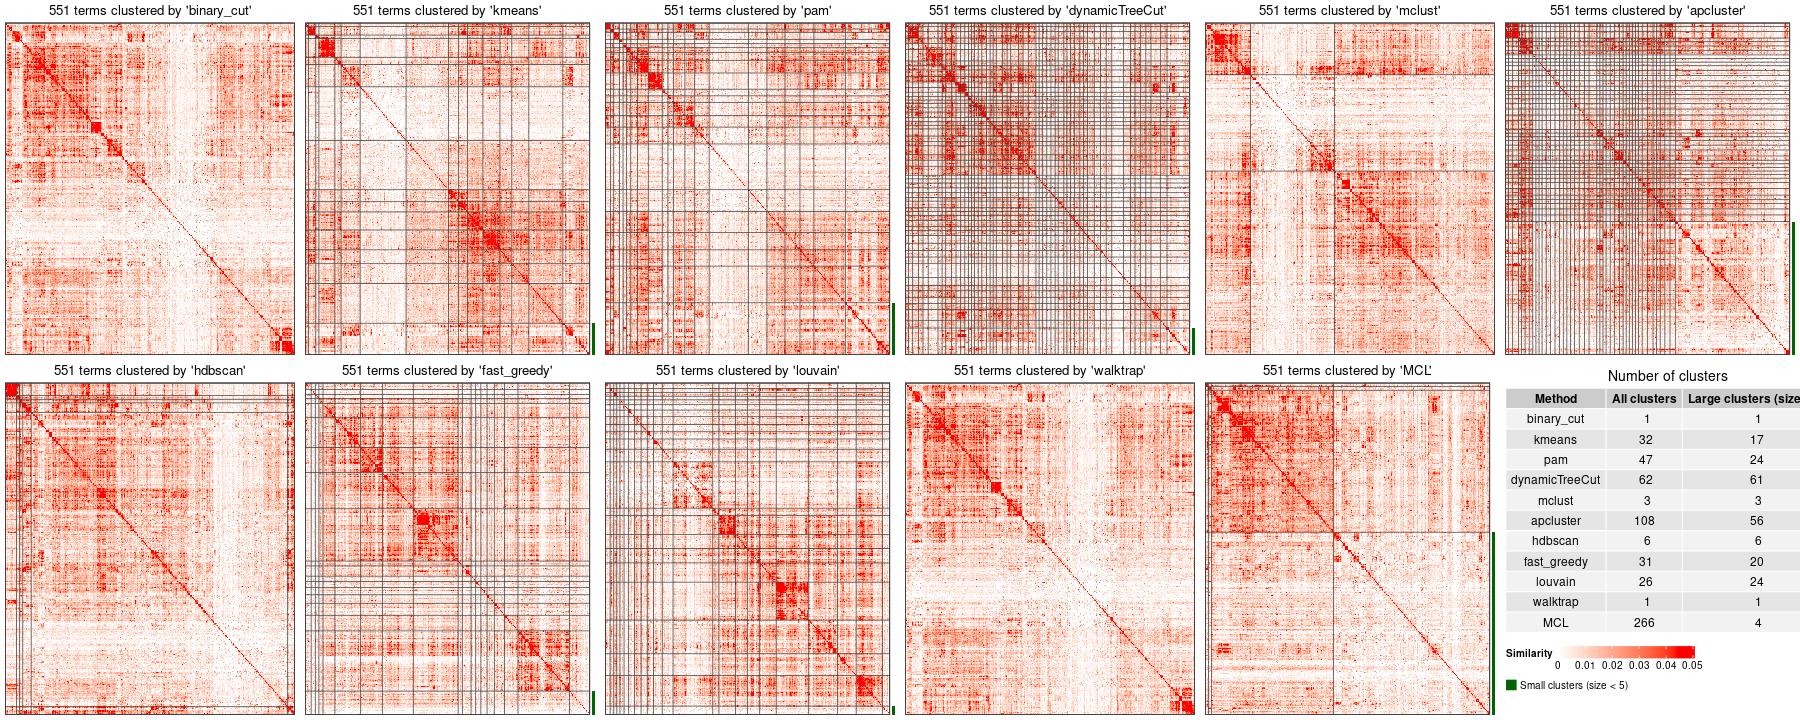 551 terms clustered by 'binary_cut'
551 terms clustered by 'kmeans'
551 terms clustered by 'pam'
551 terms clustered by 'dynamicTreeCut'
551 terms clustered by 'mclust'
551 terms clustered by 'apcluster'
551 terms clustered by 'hdbscan'
551 terms clustered by 'fast_greedy'
551 terms clustered by 'louvain'
551 terms clustered by 'walktrap'
551 terms clustered by 'MCL'
Number of clusters
Method All clusters Large clusters (size
binary_cut 1 1
kmeans 32 17
pam 47 24
dynamicTreeCut 62 61
mclust 3 3
apcluster 108 56
hdbscan 6 6
fast_greedy 31 20
louvain 26 24
walktrap 1 1
MCL 266 4
Similarity
0 0.01 0.02 0.03 0.04 0.05
Small clusters (size < 5)